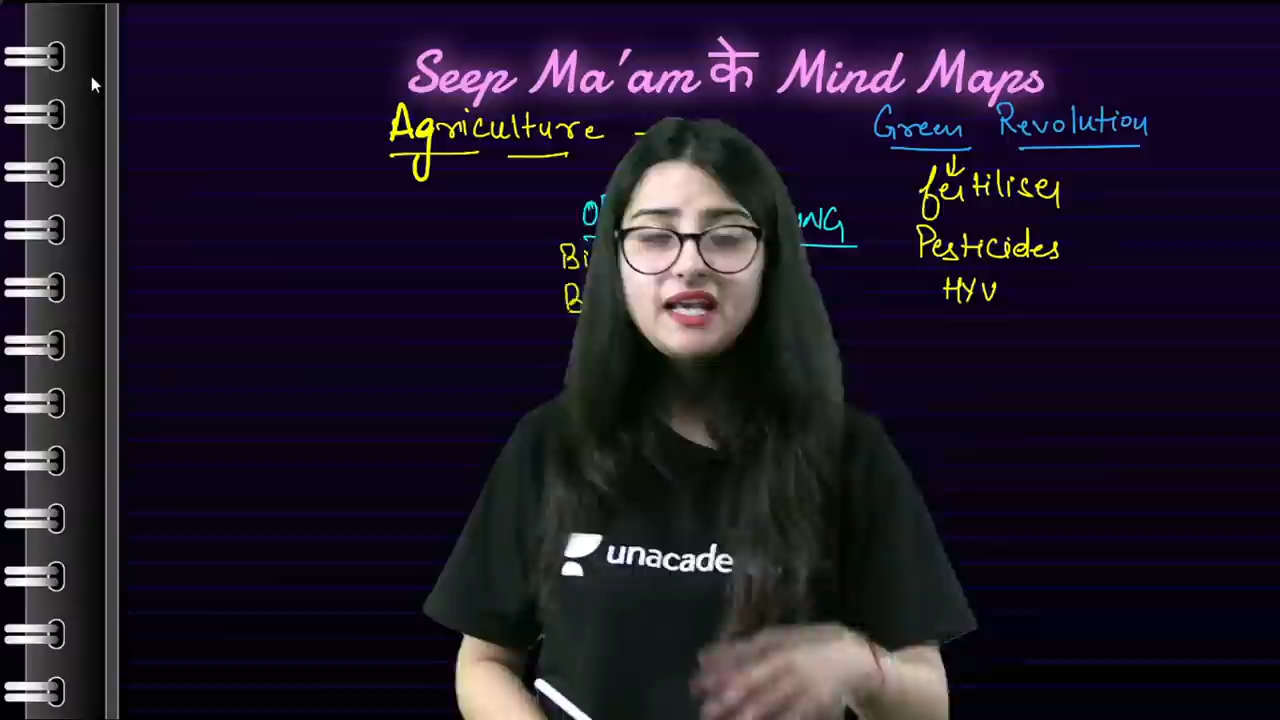 Seep Ma'am के Mind Maps
Agriculture -
Green Revolution
↓
fertiliser
Pesticides
HYV
unacade